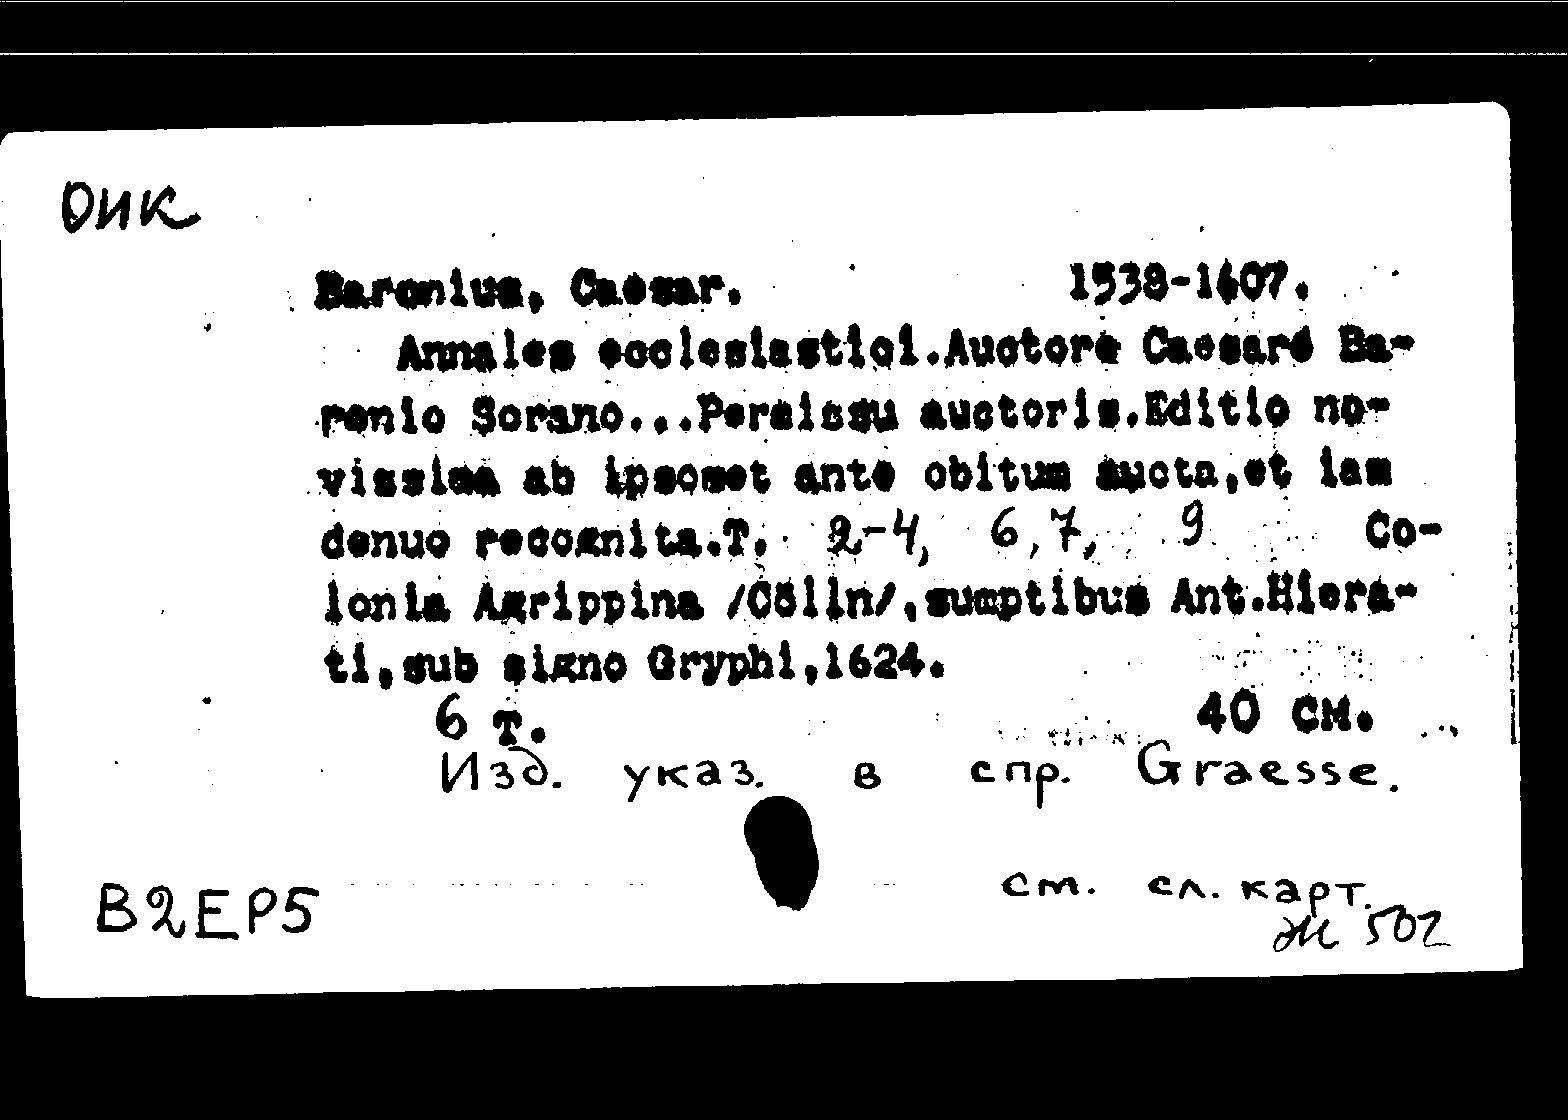 ОИК
Baronius, Caesar. 1538-1607.
Annales ecclesiastici.Auctore Caesare Ba-
ronio Sorano...Permissu auctoris.Editio no-
vissima ab ipsomet ante obitum aucta,et iam
denuo recognita.T. 2-4, 6,7, 9 Co-
lonia Agrippina /Cölln/,sumptibus Ant.Hiera-
ti,sub signo Gryphi,1624.
6 т. 40 см.
Изд. указ. в спр. Graesse.
см. сл. карт.
B2EP5
Ж 502